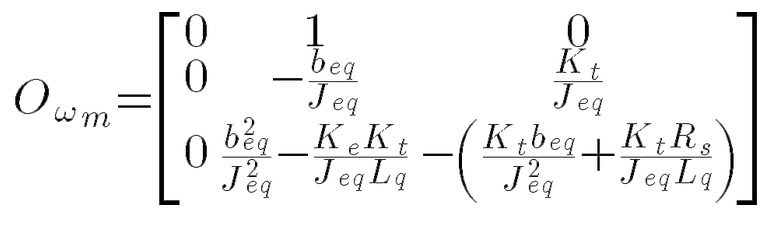 $O_{\omega_m}=\begin{bmatrix} 0 & 1 & 0 \\ 0 & -\frac{b_{eq}}{J_{eq}} & \frac{K_t}{J_{eq}} \\ 0 & \frac{b_{eq}^2}{J_{eq}^2}-\frac{K_e K_t}{J_{eq} L_q} & -\left(\frac{K_t b_{eq}}{J_{eq}^2}+\frac{K_t R_s}{J_{eq} L_q}\right) \end{bmatrix}$